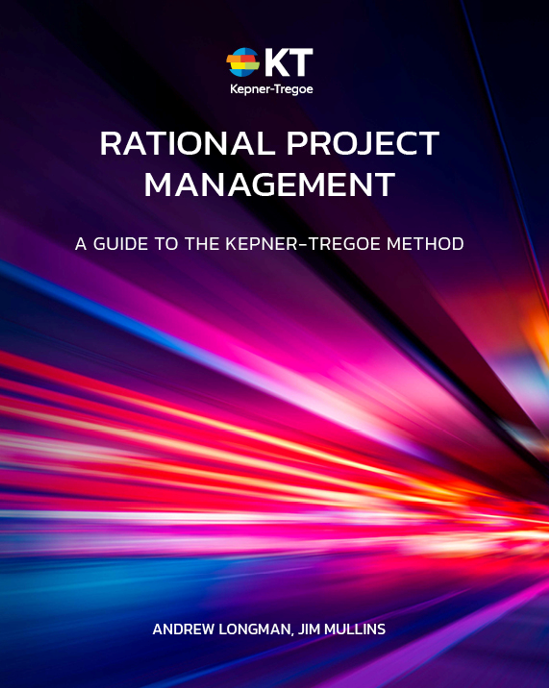 KT
Kepner-Tregoe
RATIONAL PROJECT
MANAGEMENT
A GUIDE TO THE KEPNER-TREGOE METHOD
ANDREW LONGMAN, JIM MULLINS